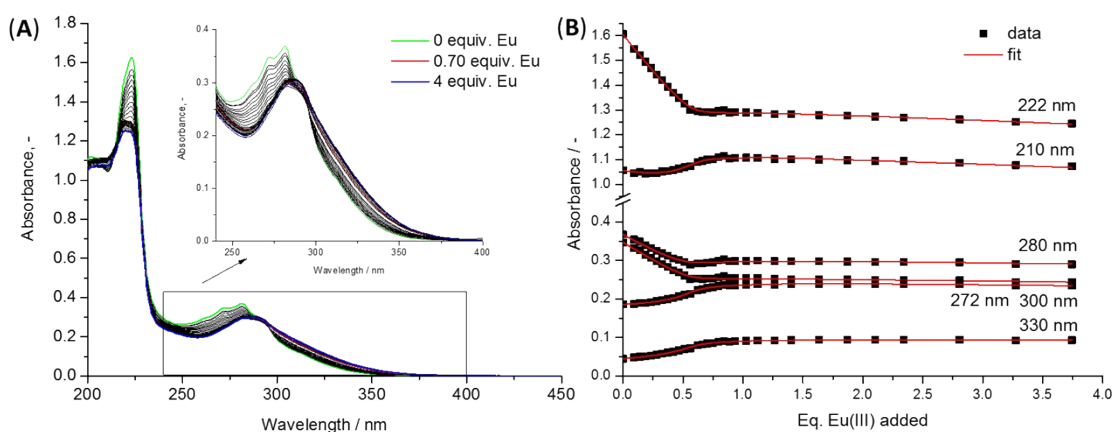 (A)
1.8
1.6
1.4
1.2
1.0
0.8
0.6
0.4
0.2
0.0
Absorbance, -
200 250 300 350 400 450
Wavelength / nm
0.4
0.3
0.2
0.1
0.0
Absorbance, -
250 300 350 400
Wavelength / nm
0 equiv. Eu
0.70 equiv. Eu
4 equiv. Eu
(B)
1.6
1.5
1.4
1.3
1.2
1.1
1.0
0.4
0.3
0.2
0.1
0.0
Absorbance / -
data
fit
222 nm
210 nm
280 nm
272 nm 300 nm
330 nm
0.0 0.5 1.0 1.5 2.0 2.5 3.0 3.5 4.0
Eq. Eu(III) added